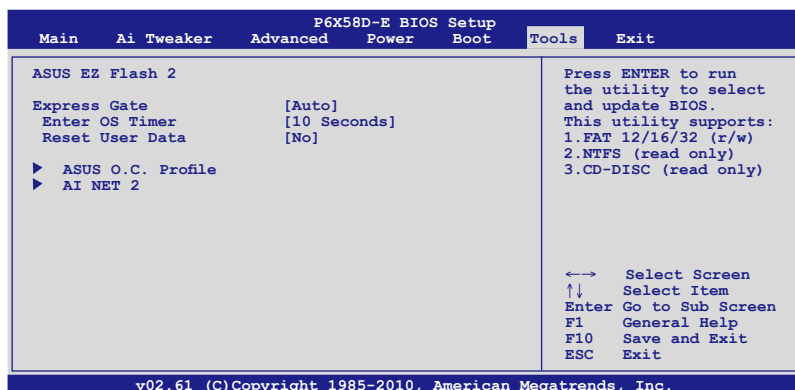 P6X58D-E BIOS Setup
Main Ai Tweaker Advanced Power Boot Tools Exit
ASUS EZ Flash 2
Express Gate [Auto]
Enter OS Timer [10 Seconds]
Reset User Data [No]
ASUS O.C. Profile
AI NET 2
Press ENTER to run
the utility to select
and update BIOS.
This utility supports:
1.FAT 12/16/32 (r/w)
2.NTFS (read only)
3.CD-DISC (read only)
←→ Select Screen
↑↓ Select Item
Enter Go to Sub Screen
F1 General Help
F10 Save and Exit
ESC Exit
v02.61 (C)Copyright 1985-2010, American Megatrends, Inc.